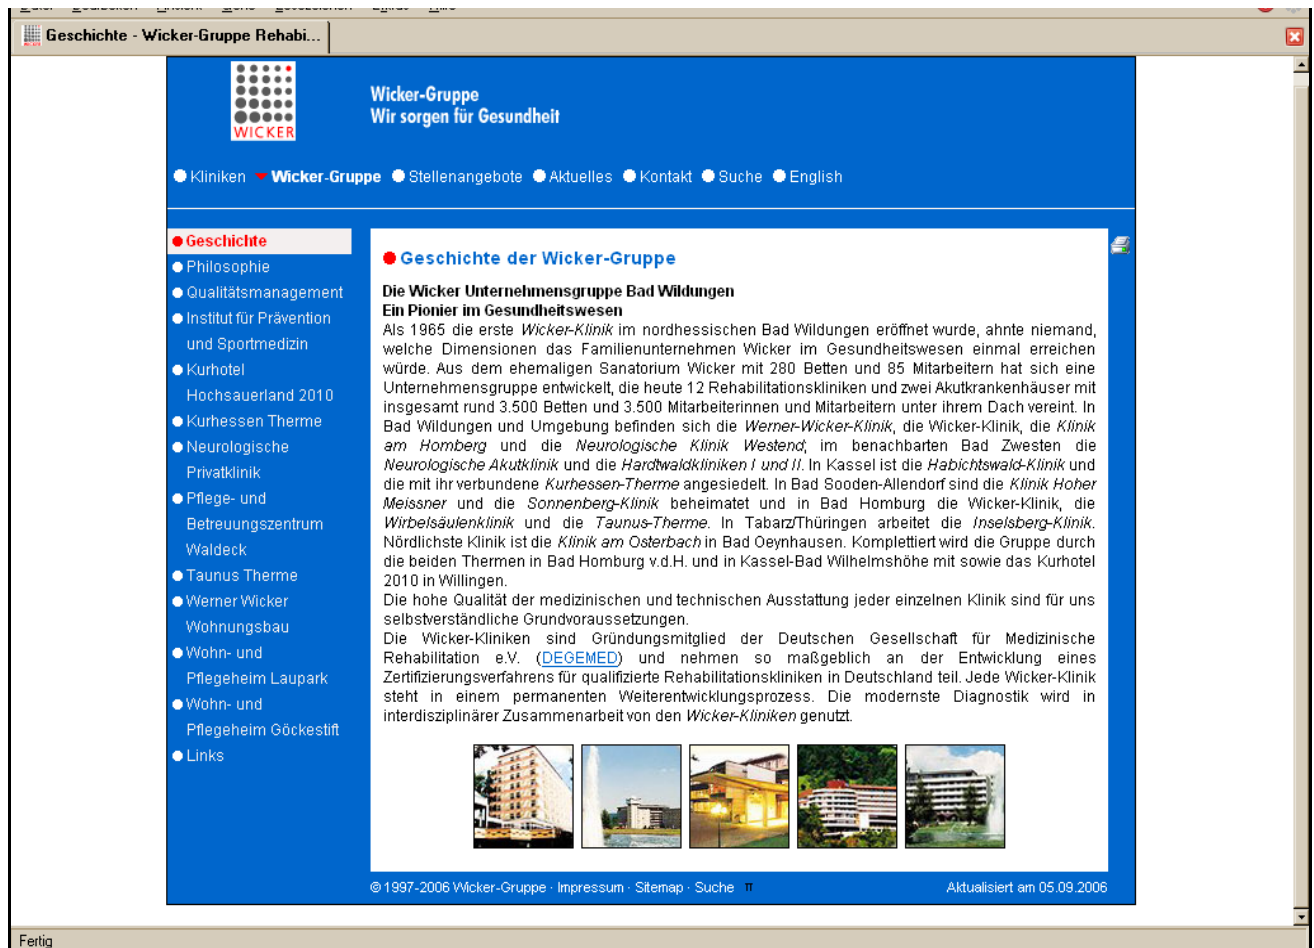 Datei Bearbeiten Ansicht Gehe Lesezeichen Extras Hilfe
Geschichte - Wicker-Gruppe Rehabi...
WICKER
Wicker-Gruppe
Wir sorgen für Gesundheit
Kliniken Wicker-Gruppe Stellenangebote Aktuelles Kontakt Suche English
Geschichte
Philosophie
Qualitätsmanagement
Institut für Prävention
und Sportmedizin
Kurhotel
Hochsauerland 2010
Kurhessen Therme
Neurologische
Privatklinik
Pflege- und
Betreuungszentrum
Waldeck
Taunus Therme
Werner Wicker
Wohnungsbau
Wohn- und
Pflegeheim Laupark
Wohn- und
Pflegeheim Göckestift
Links
Geschichte der Wicker-Gruppe
Die Wicker Unternehmensgruppe Bad Wildungen
Ein Pionier im Gesundheitswesen
Als 1965 die erste Wicker-Klinik im nordhessischen Bad Wildungen eröffnet wurde, ahnte niemand,
welche Dimensionen das Familienunternehmen Wicker im Gesundheitswesen einmal erreichen
würde. Aus dem ehemaligen Sanatorium Wicker mit 280 Betten und 85 Mitarbeitern hat sich eine
Unternehmensgruppe entwickelt, die heute 12 Rehabilitationskliniken und zwei Akutkrankenhäuser mit
insgesamt rund 3.500 Betten und 3.500 Mitarbeiterinnen und Mitarbeitern unter ihrem Dach vereint. In
Bad Wildungen und Umgebung befinden sich die Werner-Wicker-Klinik, die Wicker-Klinik, die Klinik
am Homberg und die Neurologische Klinik Westend; im benachbarten Bad Zwesten die
Neurologische Akutklinik und die Hardtwaldkliniken I und II. In Kassel ist die Habichtswald-Klinik und
die mit ihr verbundene Kurhessen-Therme angesiedelt. In Bad Sooden-Allendorf sind die Klinik Hoher
Meissner und die Sonnenberg-Klinik beheimatet und in Bad Homburg die Wicker-Klinik, die
Wirbelsäulenklinik und die Taunus-Therme. In Tabarz/Thüringen arbeitet die Inselsberg-Klinik.
Nördlichste Klinik ist die Klinik am Osterbach in Bad Oeynhausen. Komplettiert wird die Gruppe durch
die beiden Thermen in Bad Homburg v.d.H. und in Kassel-Bad Wilhelmshöhe mit sowie das Kurhotel
2010 in Willingen.
Die hohe Qualität der medizinischen und technischen Ausstattung jeder einzelnen Klinik sind für uns
selbstverständliche Grundvoraussetzungen.
Die Wicker-Kliniken sind Gründungsmitglied der Deutschen Gesellschaft für Medizinische
Rehabilitation e.V. (DEGEMED) und nehmen so maßgeblich an der Entwicklung eines
Zertifizierungsverfahrens für qualifizierte Rehabilitationskliniken in Deutschland teil. Jede Wicker-Klinik
steht in einem permanenten Weiterentwicklungsprozess. Die modernste Diagnostik wird in
interdisziplinärer Zusammenarbeit von den Wicker-Kliniken genutzt.
© 1997-2006 Wicker-Gruppe · Impressum · Sitemap · Suche π
Aktualisiert am 05.09.2006
Fertig